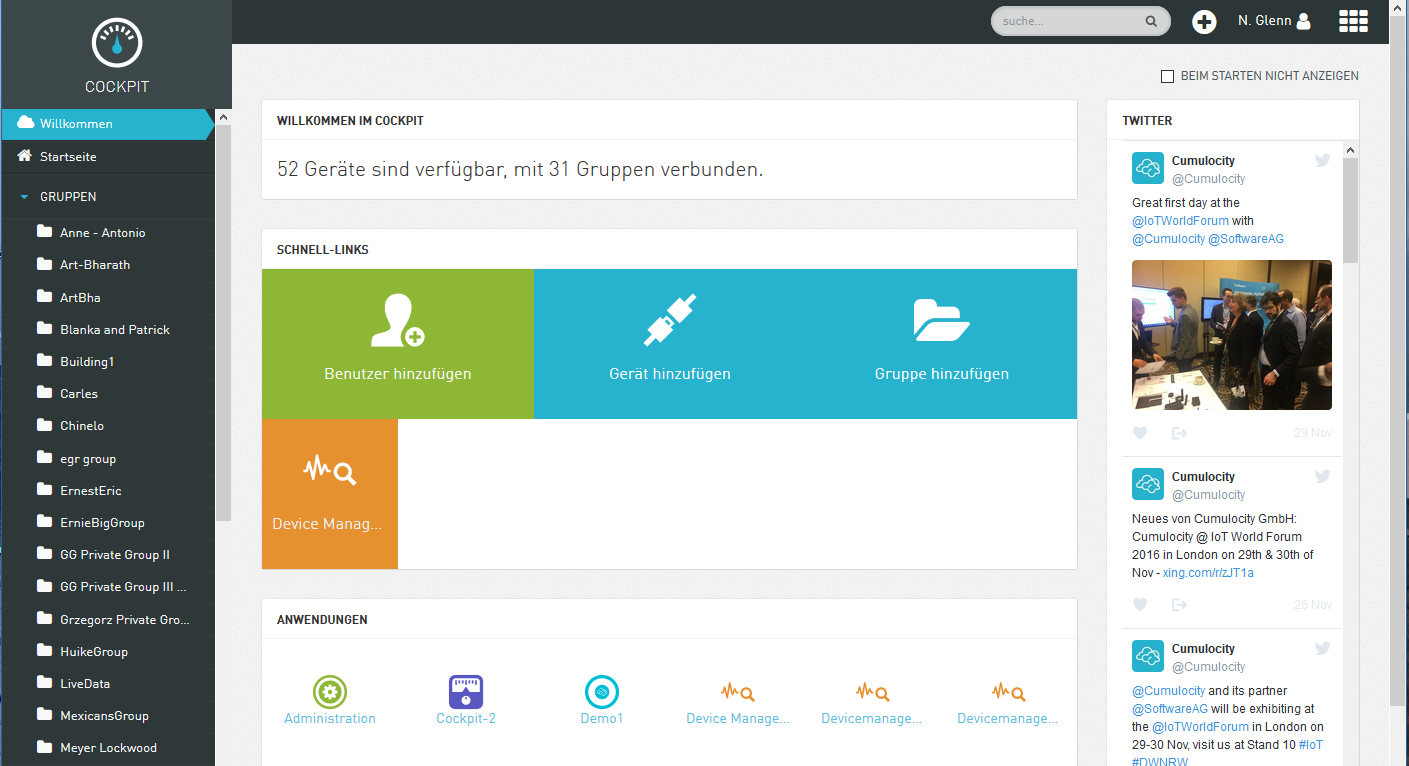 suche...
N. Glenn
COCKPIT
Willkommen
Startseite
GRUPPEN
Anne - Antonio
Art-Bharath
ArtBha
Blanka and Patrick
Building1
Carles
Chinelo
egr group
ErnestEric
ErnieBigGroup
GG Private Group II
GG Private Group III ...
Grzegorz Private Gro...
HuikeGroup
LiveData
MexicansGroup
Meyer Lockwood
BEIM STARTEN NICHT ANZEIGEN
WILLKOMMEN IM COCKPIT
52 Geräte sind verfügbar, mit 31 Gruppen verbunden.
SCHNELL-LINKS
Benutzer hinzufügen
Gerät hinzufügen
Gruppe hinzufügen
Device Manag...
ANWENDUNGEN
Administration
Cockpit-2
Demo1
Device Manage...
Devicemanage...
Devicemanage...
TWITTER
Cumulocity
@Cumulocity
Great first day at the
@IoTWorldForum with
@Cumulocity @SoftwareAG
29 Nov
Cumulocity
@Cumulocity
Neues von Cumulocity GmbH:
Cumulocity @ IoT World Forum
2016 in London on 29th & 30th of
Nov - xing.com/r/zJT1a
26 Nov
Cumulocity
@Cumulocity
@Cumulocity and its partner
@SoftwareAG will be exhibiting at
the @IoTWorldForum in London on
29-30 Nov, visit us at Stand 10 #IoT
#DWNRW